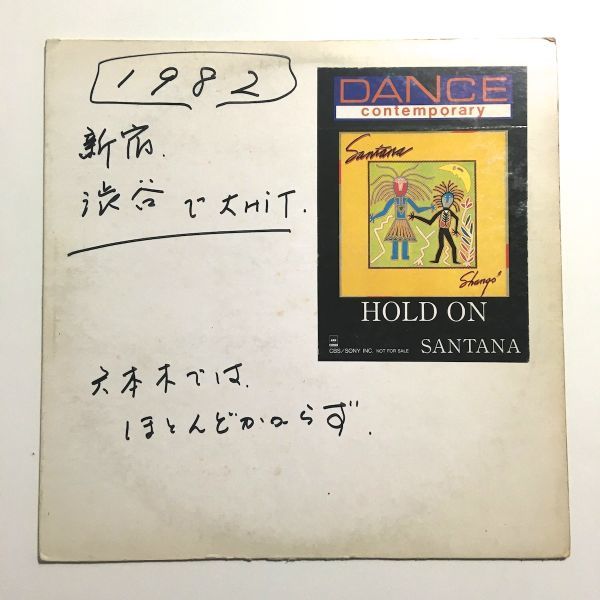 1982
新宿.
渋谷で大HiT.
六本木では.
ほとんどかからず.
DANCE
contemporary
Santana
Shangó
HOLD ON
CBS/SONY INC. NOT FOR SALE
SANTANA